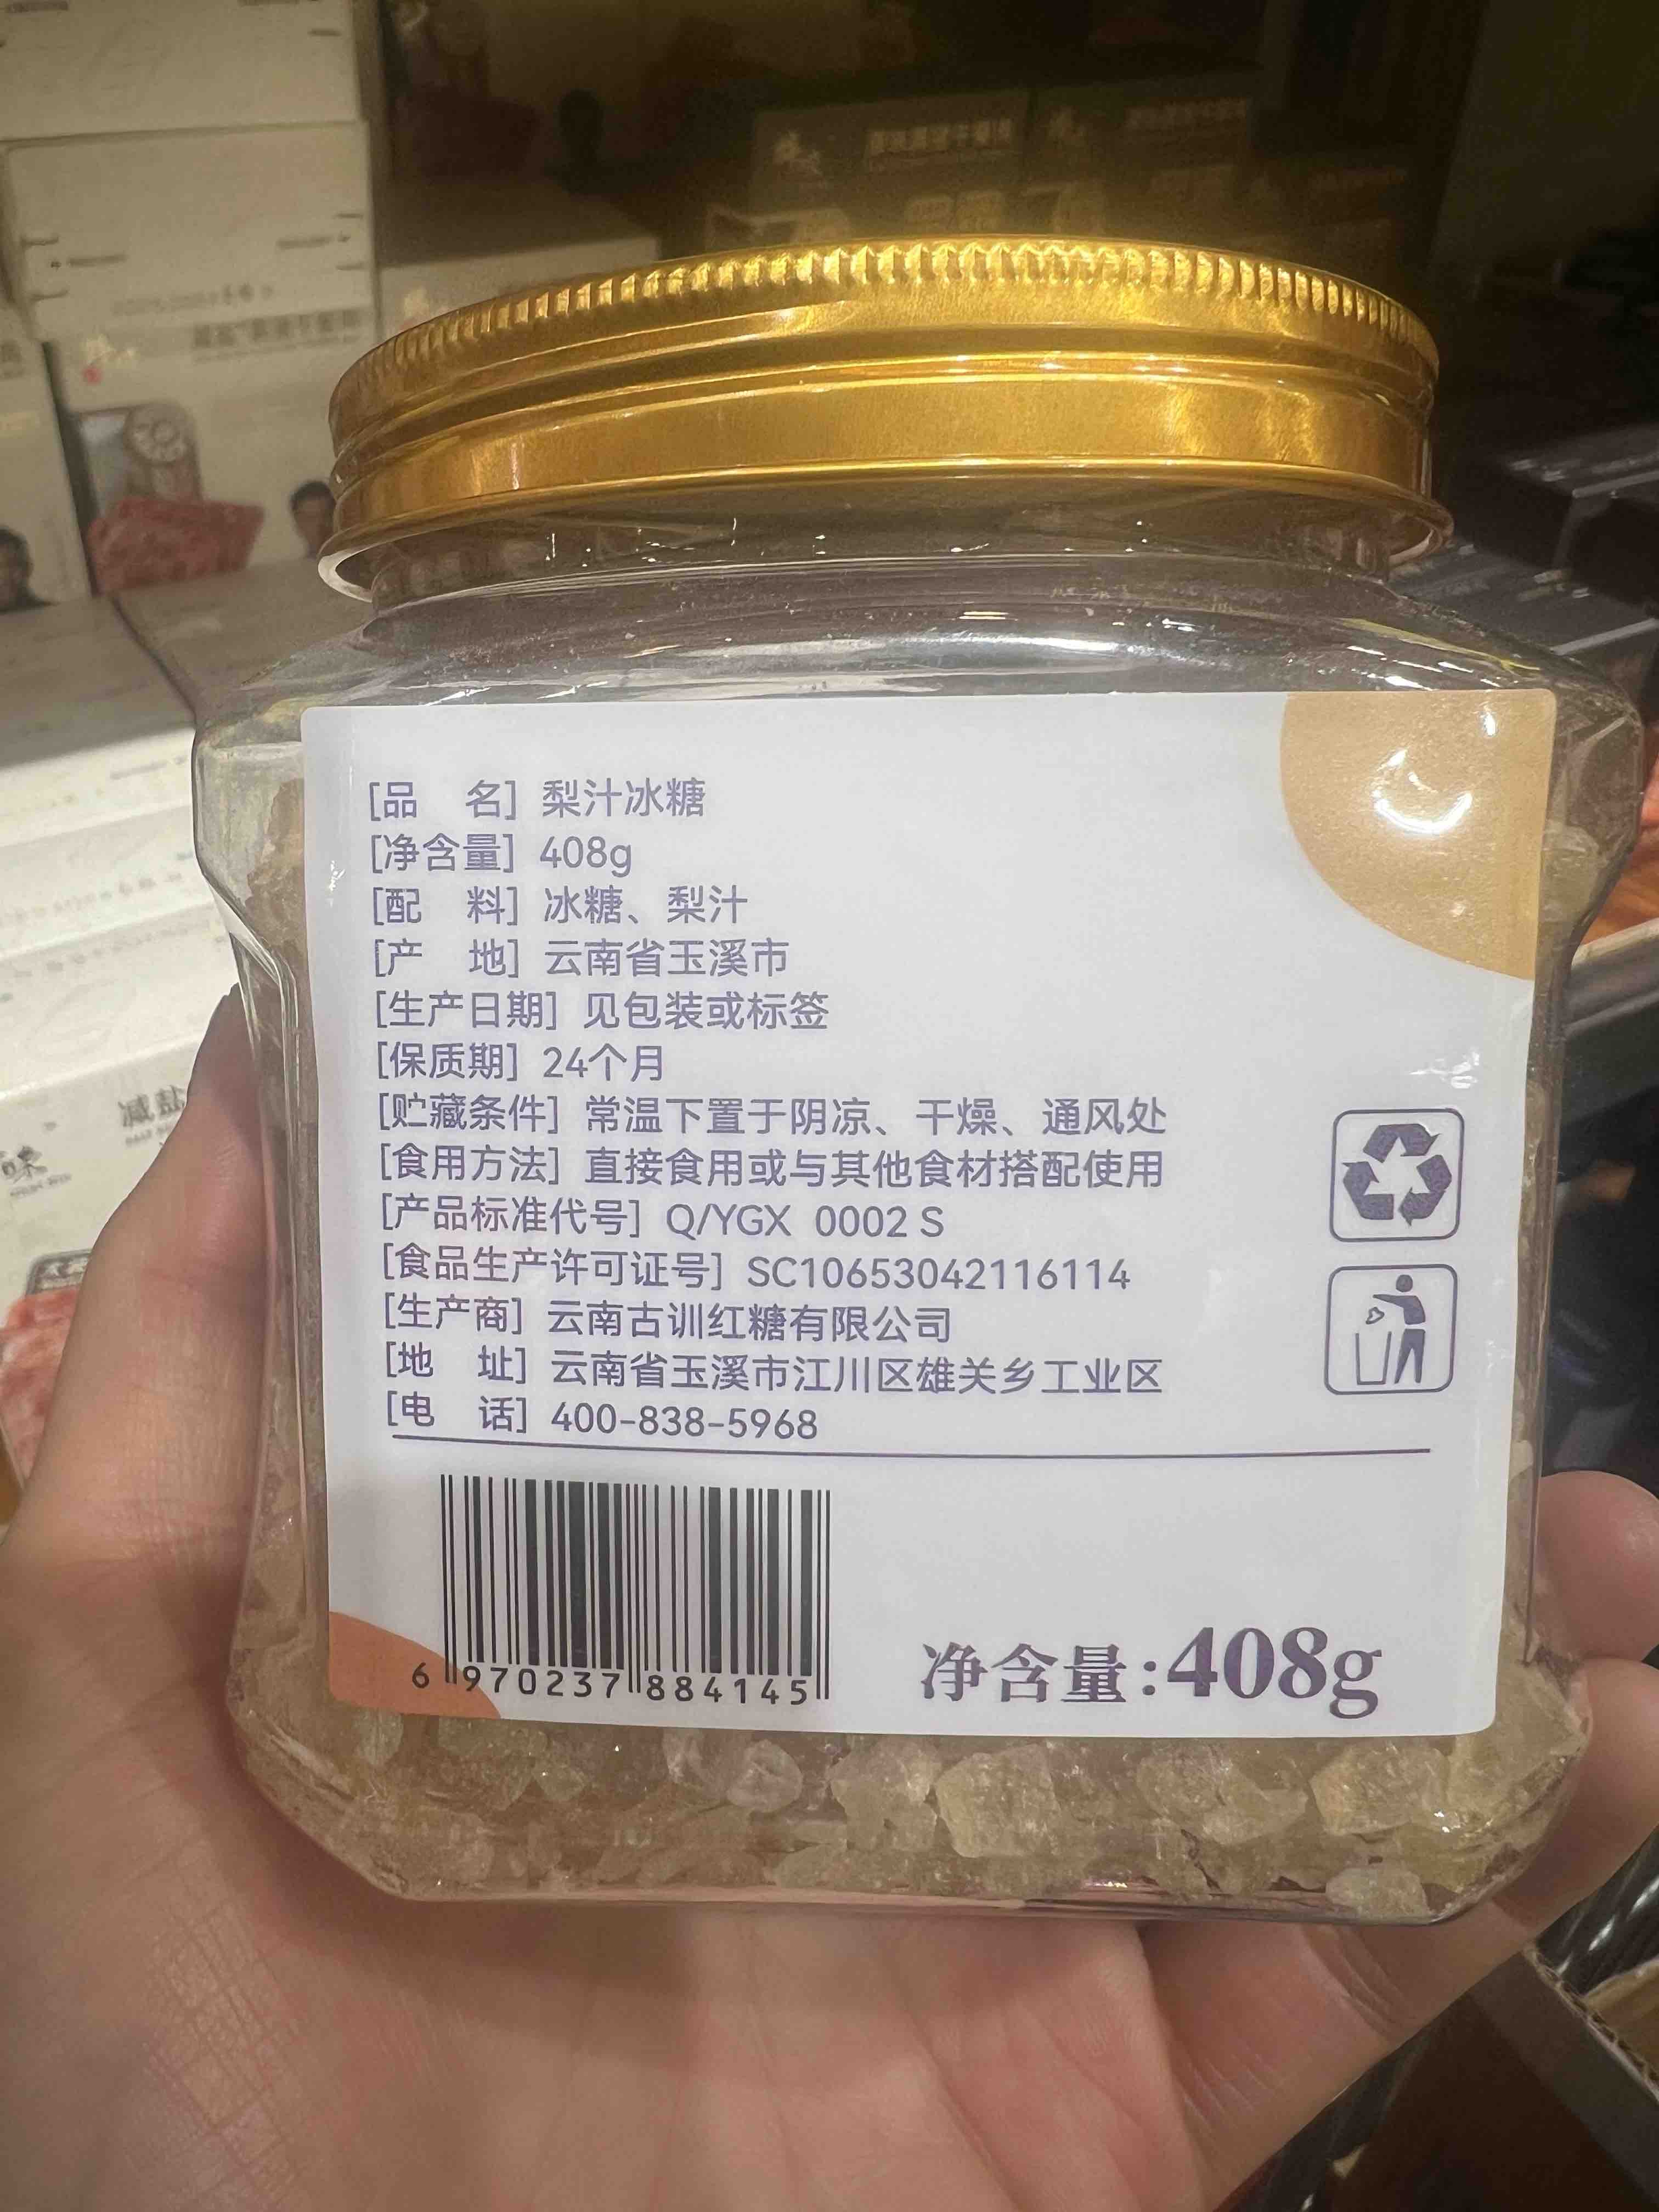 [品　名] 梨汁冰糖
[净含量] 408g
[配　料] 冰糖、梨汁
[产　地] 云南省玉溪市
[生产日期] 见包装或标签
[保质期] 24个月
[贮藏条件] 常温下置于阴凉、干燥、通风处
[食用方法] 直接食用或与其他食材搭配使用
[产品标准代号] Q/YGX 0002 S
[食品生产许可证号] SC10653042116114
[生产商] 云南古训红糖有限公司
[地　址] 云南省玉溪市江川区雄关乡工业区
[电　话] 400-838-5968
6 970237 884145
净含量:408g
减盐